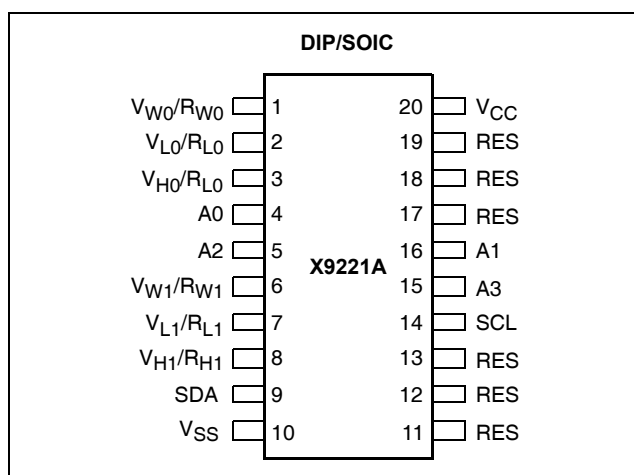 DIP/SOIC
VW0/RW0 1 20 VCC
VL0/RL0 2 19 RES
VH0/RL0 3 18 RES
A0 4 17 RES
A2 5 16 A1
X9221A
VW1/RW1 6 15 A3
VL1/RL1 7 14 SCL
VH1/RH1 8 13 RES
SDA 9 12 RES
VSS 10 11 RES